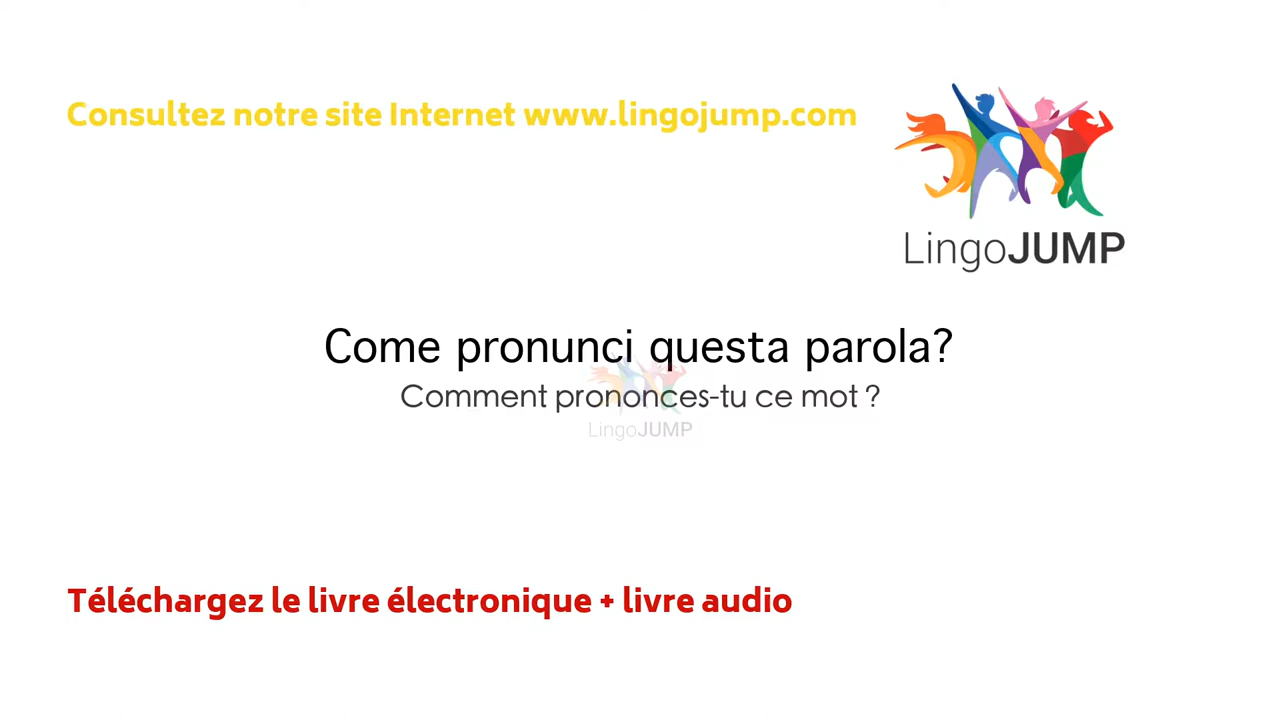 Consultez notre site Internet www.lingojump.com
LingoJUMP
Come pronunci questa parola?
Comment prononces-tu ce mot ?
LingoJUMP
Téléchargez le livre électronique + livre audio